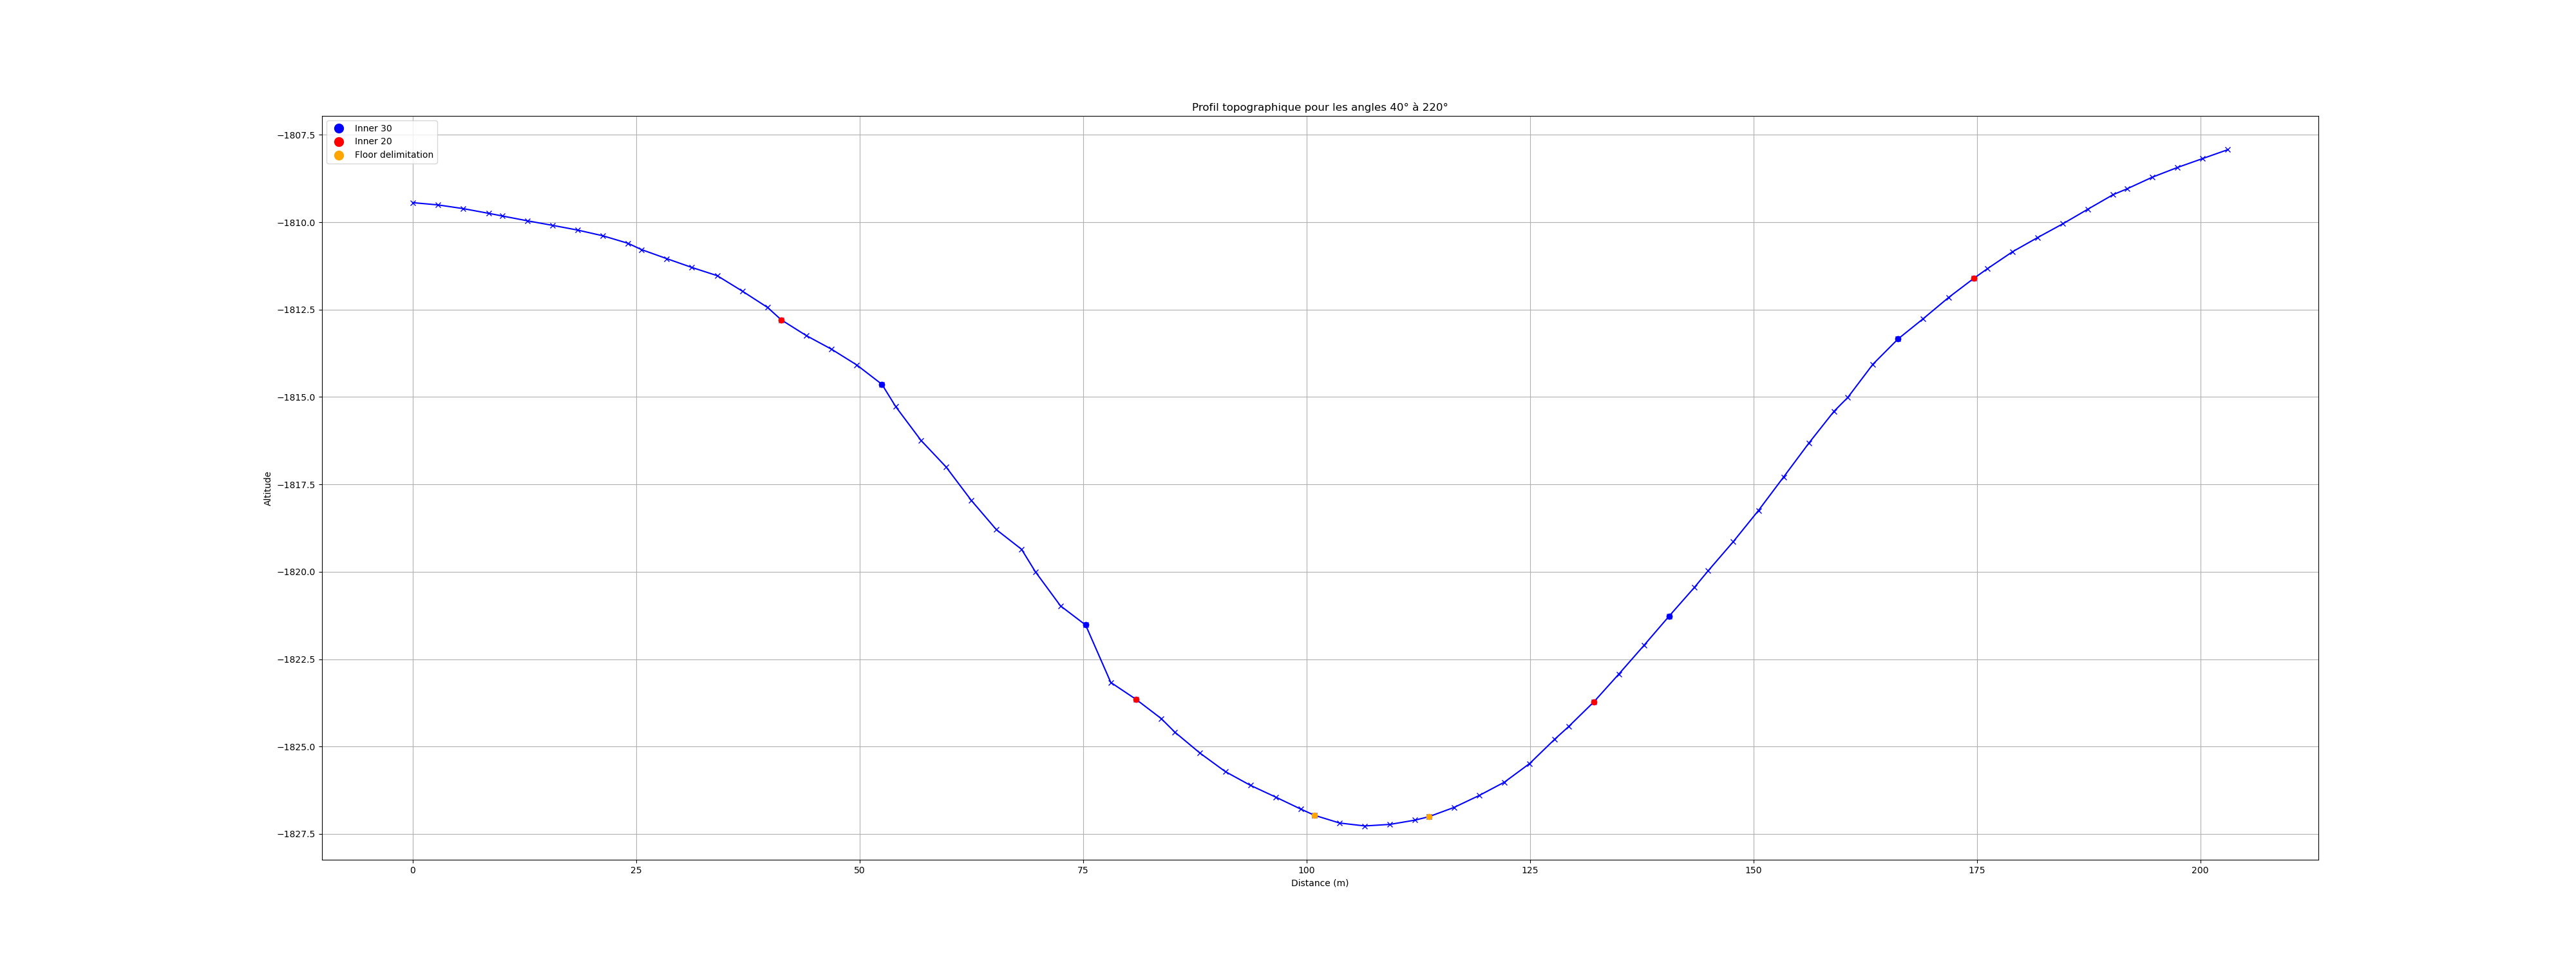 Profil topographique pour les angles 40° à 220°
Inner 30
Inner 20
Floor delimitation
Altitude
−1807.5
−1810.0
−1812.5
−1815.0
−1817.5
−1820.0
−1822.5
−1825.0
−1827.5
0 25 50 75 100 125 150 175 200
Distance (m)